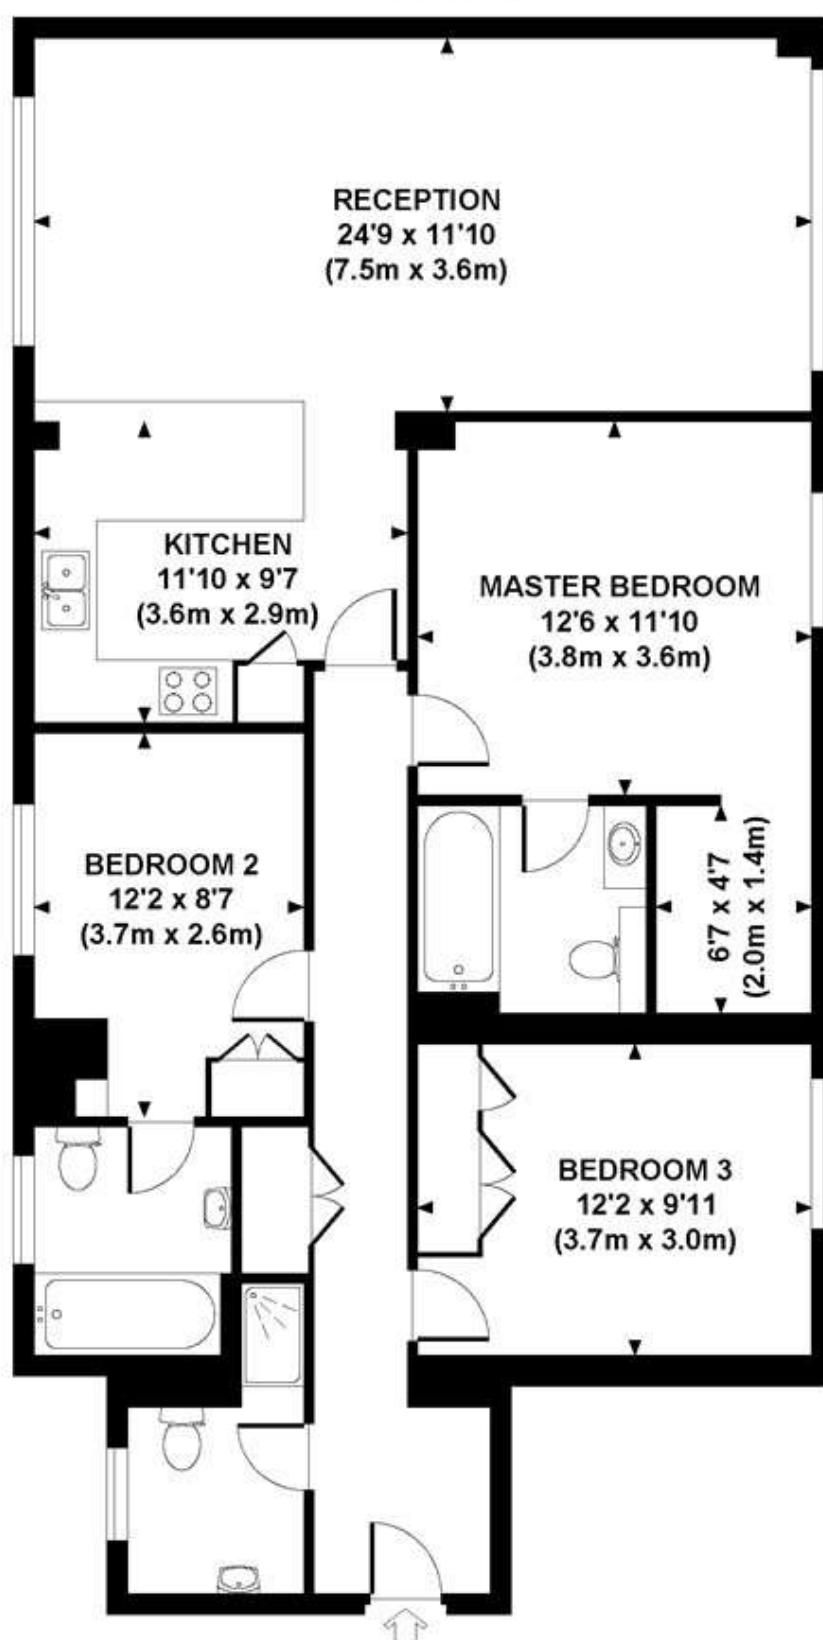 RECEPTION
24'9 x 11'10
(7.5m x 3.6m)
KITCHEN
11'10 x 9'7
(3.6m x 2.9m)
MASTER BEDROOM
12'6 x 11'10
(3.8m x 3.6m)
BEDROOM 2
12'2 x 8'7
(3.7m x 2.6m)
6'7 x 4'7
(2.0m x 1.4m)
BEDROOM 3
12'2 x 9'11
(3.7m x 3.0m)